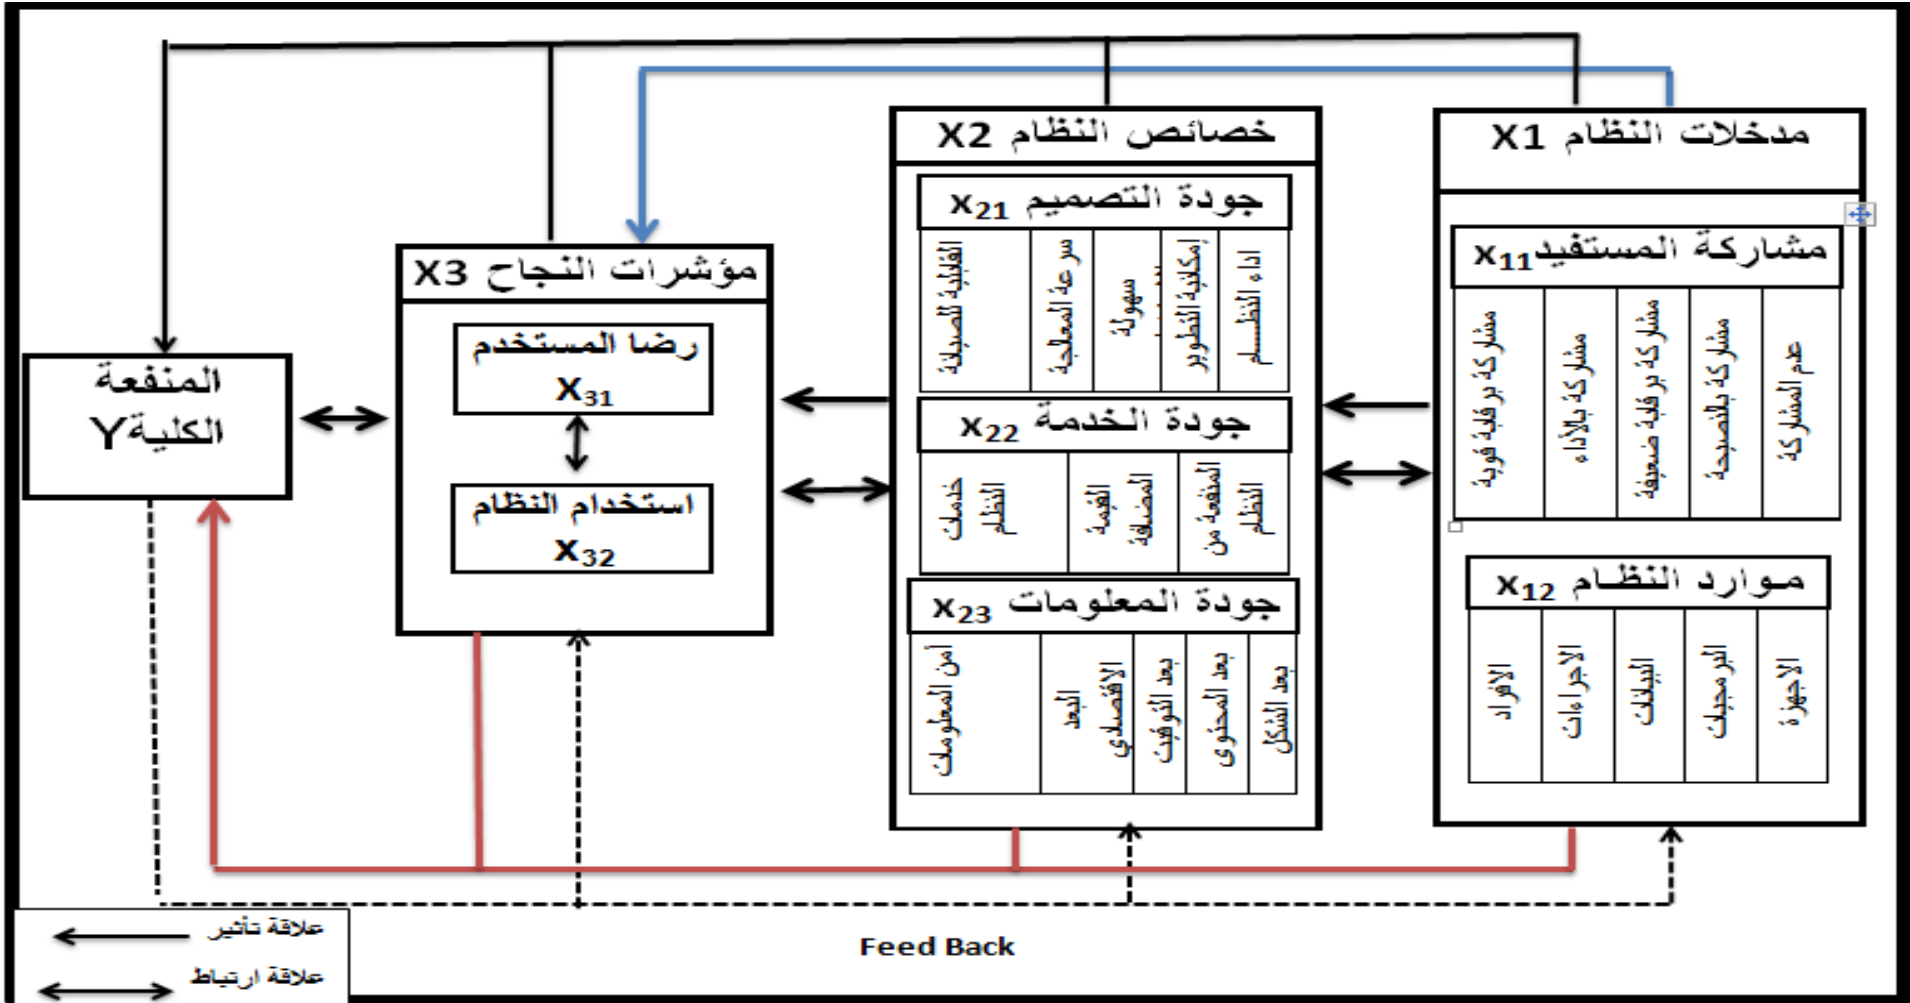 مدخلات النظام X1
مشاركة المستفيد x11
عدم المشاركة
مشاركة بالنصيحة
مشاركة برقابة ضعيفة
مشاركة بالأداء
مشاركة برقابة قوية
موارد النظام x12
الاجهزة
البرمجيات
البيانات
الاجراءات
الافراد
خصائص النظام X2
جودة التصميم x21
اداء النظام
إمكانية التطوير
سهولة
سرعة المعالجة
القابلية للصيانة
جودة الخدمة x22
المنفعة من
النظام
القيمة
المضافة
خدمات
النظام
جودة المعلومات x23
بعد الشكل
بعد المحتوى
بعد التوقيت
البعد
الاقتصادي
أمن المعلومات
مؤشرات النجاح X3
رضا المستخدم
X31
استخدام النظام
X32
المنفعة
الكلية Y
Feed Back
علاقة تأثير
علاقة ارتباط